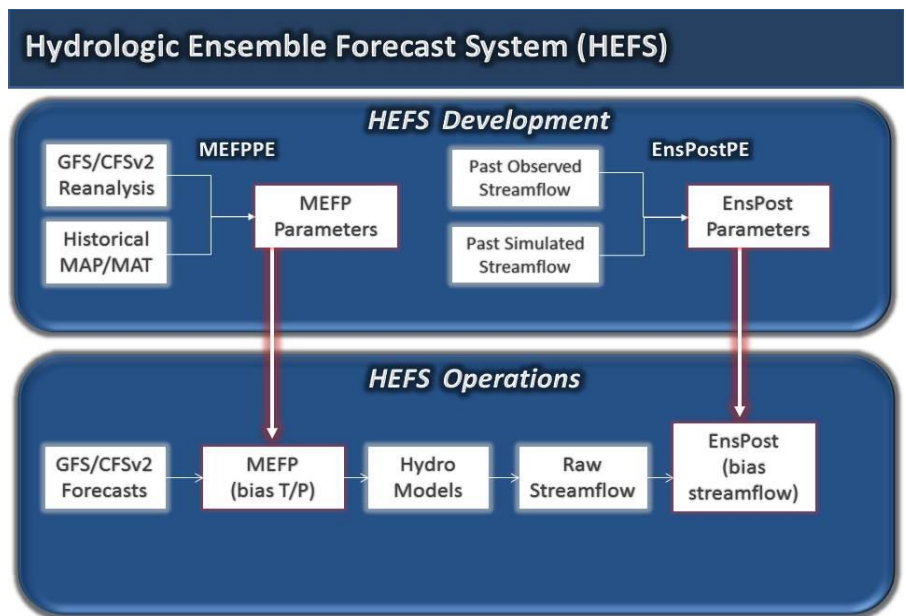 Hydrologic Ensemble Forecast System (HEFS)
HEFS Development
MEFPPE
EnsPostPE
GFS/CFSv2
Reanalysis
Historical
MAP/MAT
MEFP
Parameters
Past Observed
Streamflow
Past Simulated
Streamflow
EnsPost
Parameters
HEFS Operations
GFS/CFSv2
Forecasts
MEFP
(bias T/P)
Hydro
Models
Raw
Streamflow
EnsPost
(bias
streamflow)